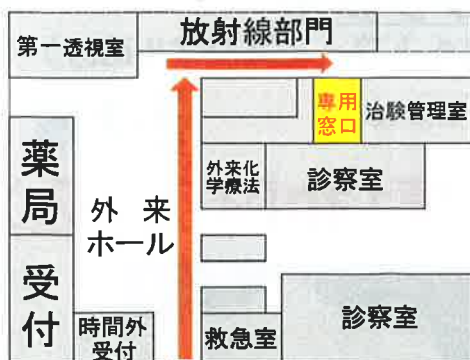 第一透視室
放射線部門
専用
窓口
治験管理室
薬局
外来
ホール
外来化
学療法
診察室
受付
時間外
受付
救急室
診察室